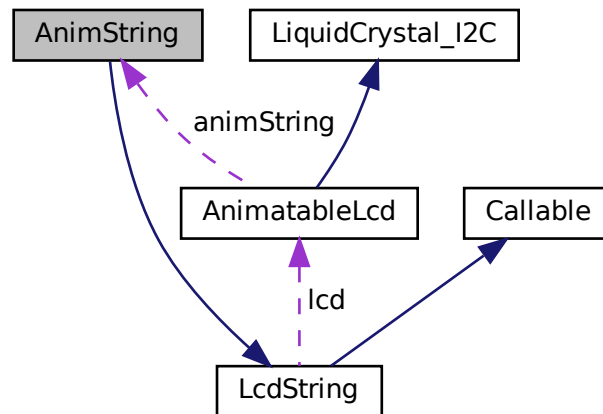 AnimString
LiquidCrystal_I2C
animString
AnimatableLcd
Callable
lcd
LcdString